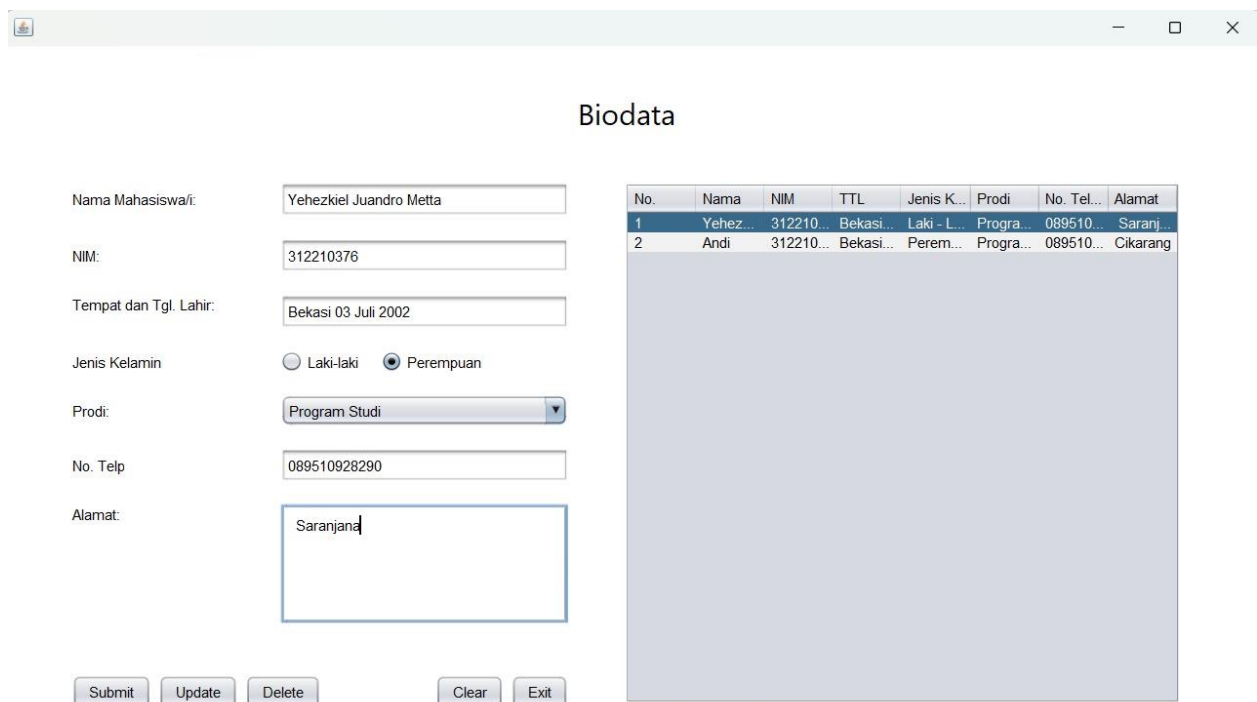 Biodata
Nama Mahasiswa/i: Yehezkiel Juandro Metta
NIM: 312210376
Tempat dan Tgl. Lahir: Bekasi 03 Juli 2002
Jenis Kelamin Laki-laki Perempuan
Prodi: Program Studi
No. Telp 089510928290
Alamat: Saranjana
Submit Update Delete Clear Exit
No. Nama NIM TTL Jenis K... Prodi No. Tel... Alamat
1 Yehez... 312210... Bekasi... Laki - L... Progra... 089510... Saranj...
2 Andi 312210... Bekasi... Perem... Progra... 089510... Cikarang